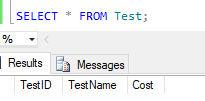 SELECT * FROM Test;
%
Results Messages
TestID TestName Cost